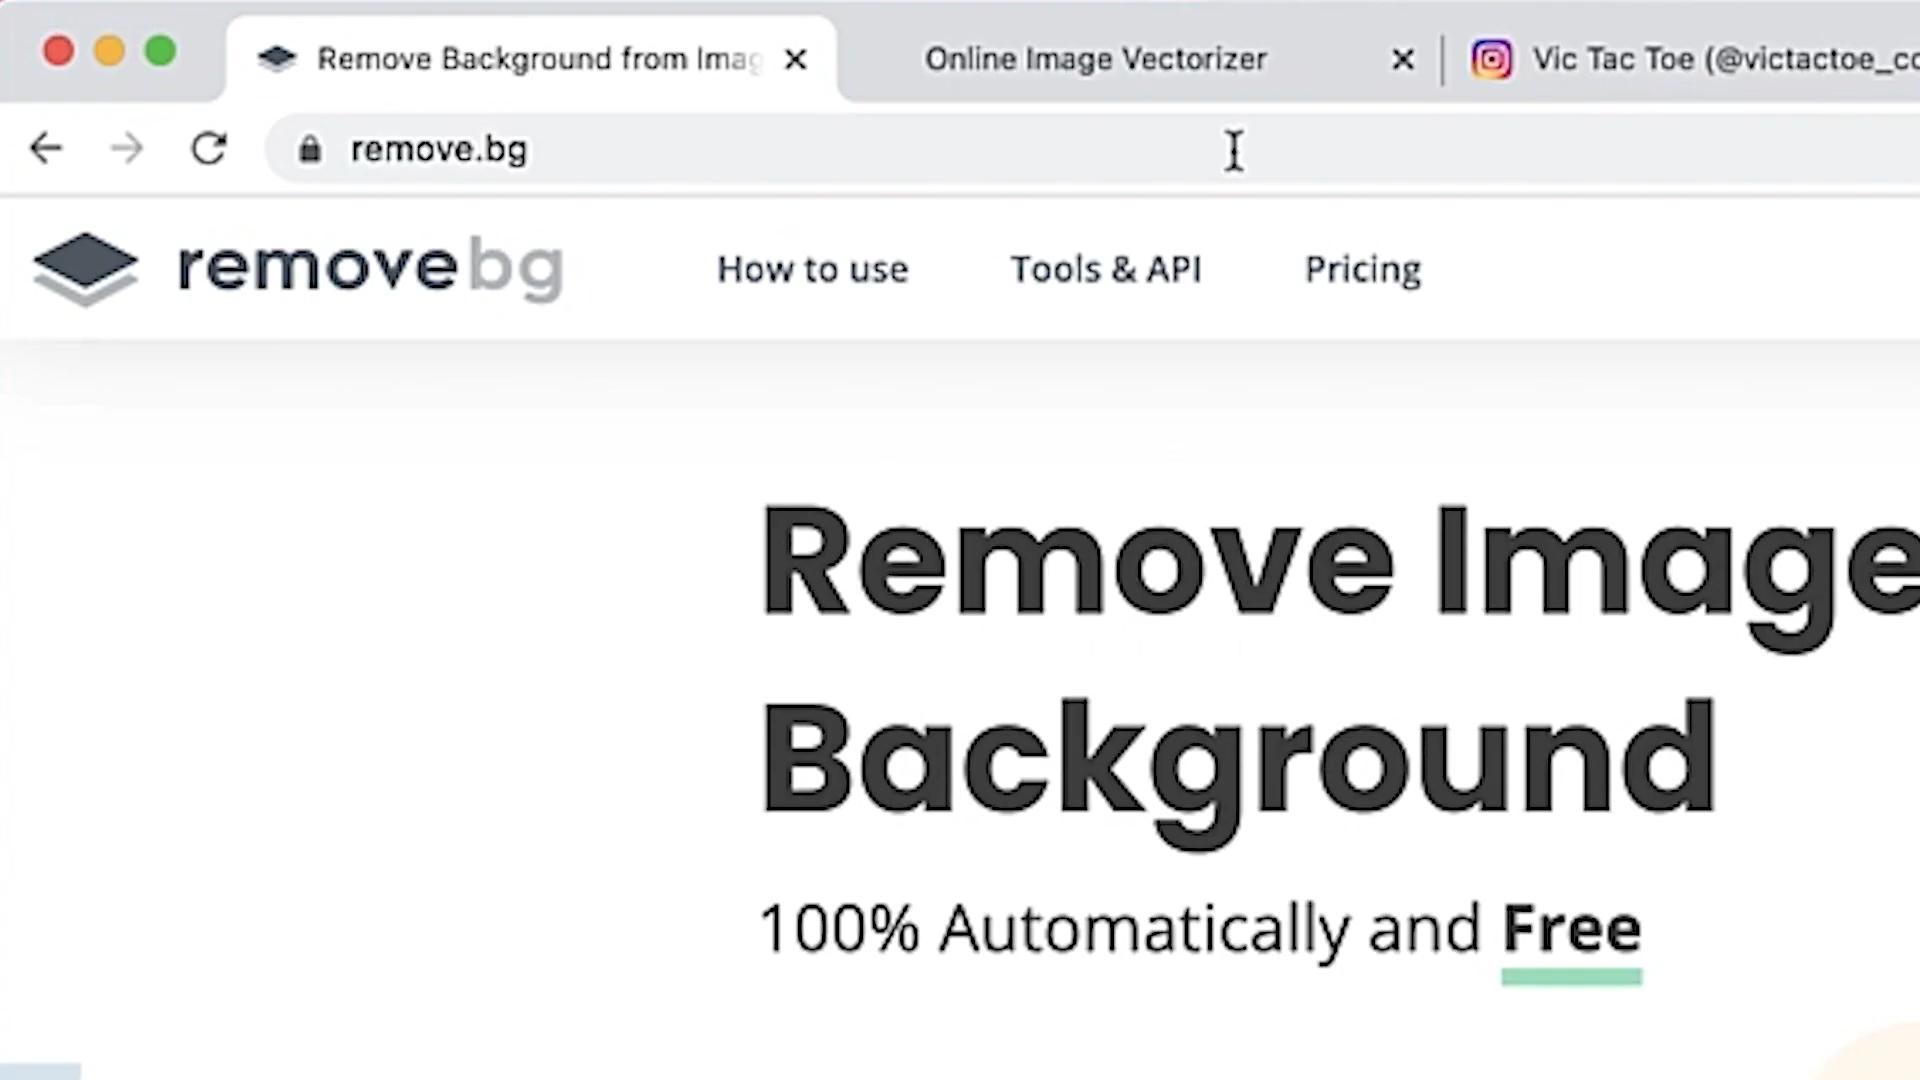 Remove Background from Imag
Online Image Vectorizer
Vic Tac Toe (@victactoe_co
remove.bg
removebg
How to use
Tools & API
Pricing
Remove Image
Background
100% Automatically and Free